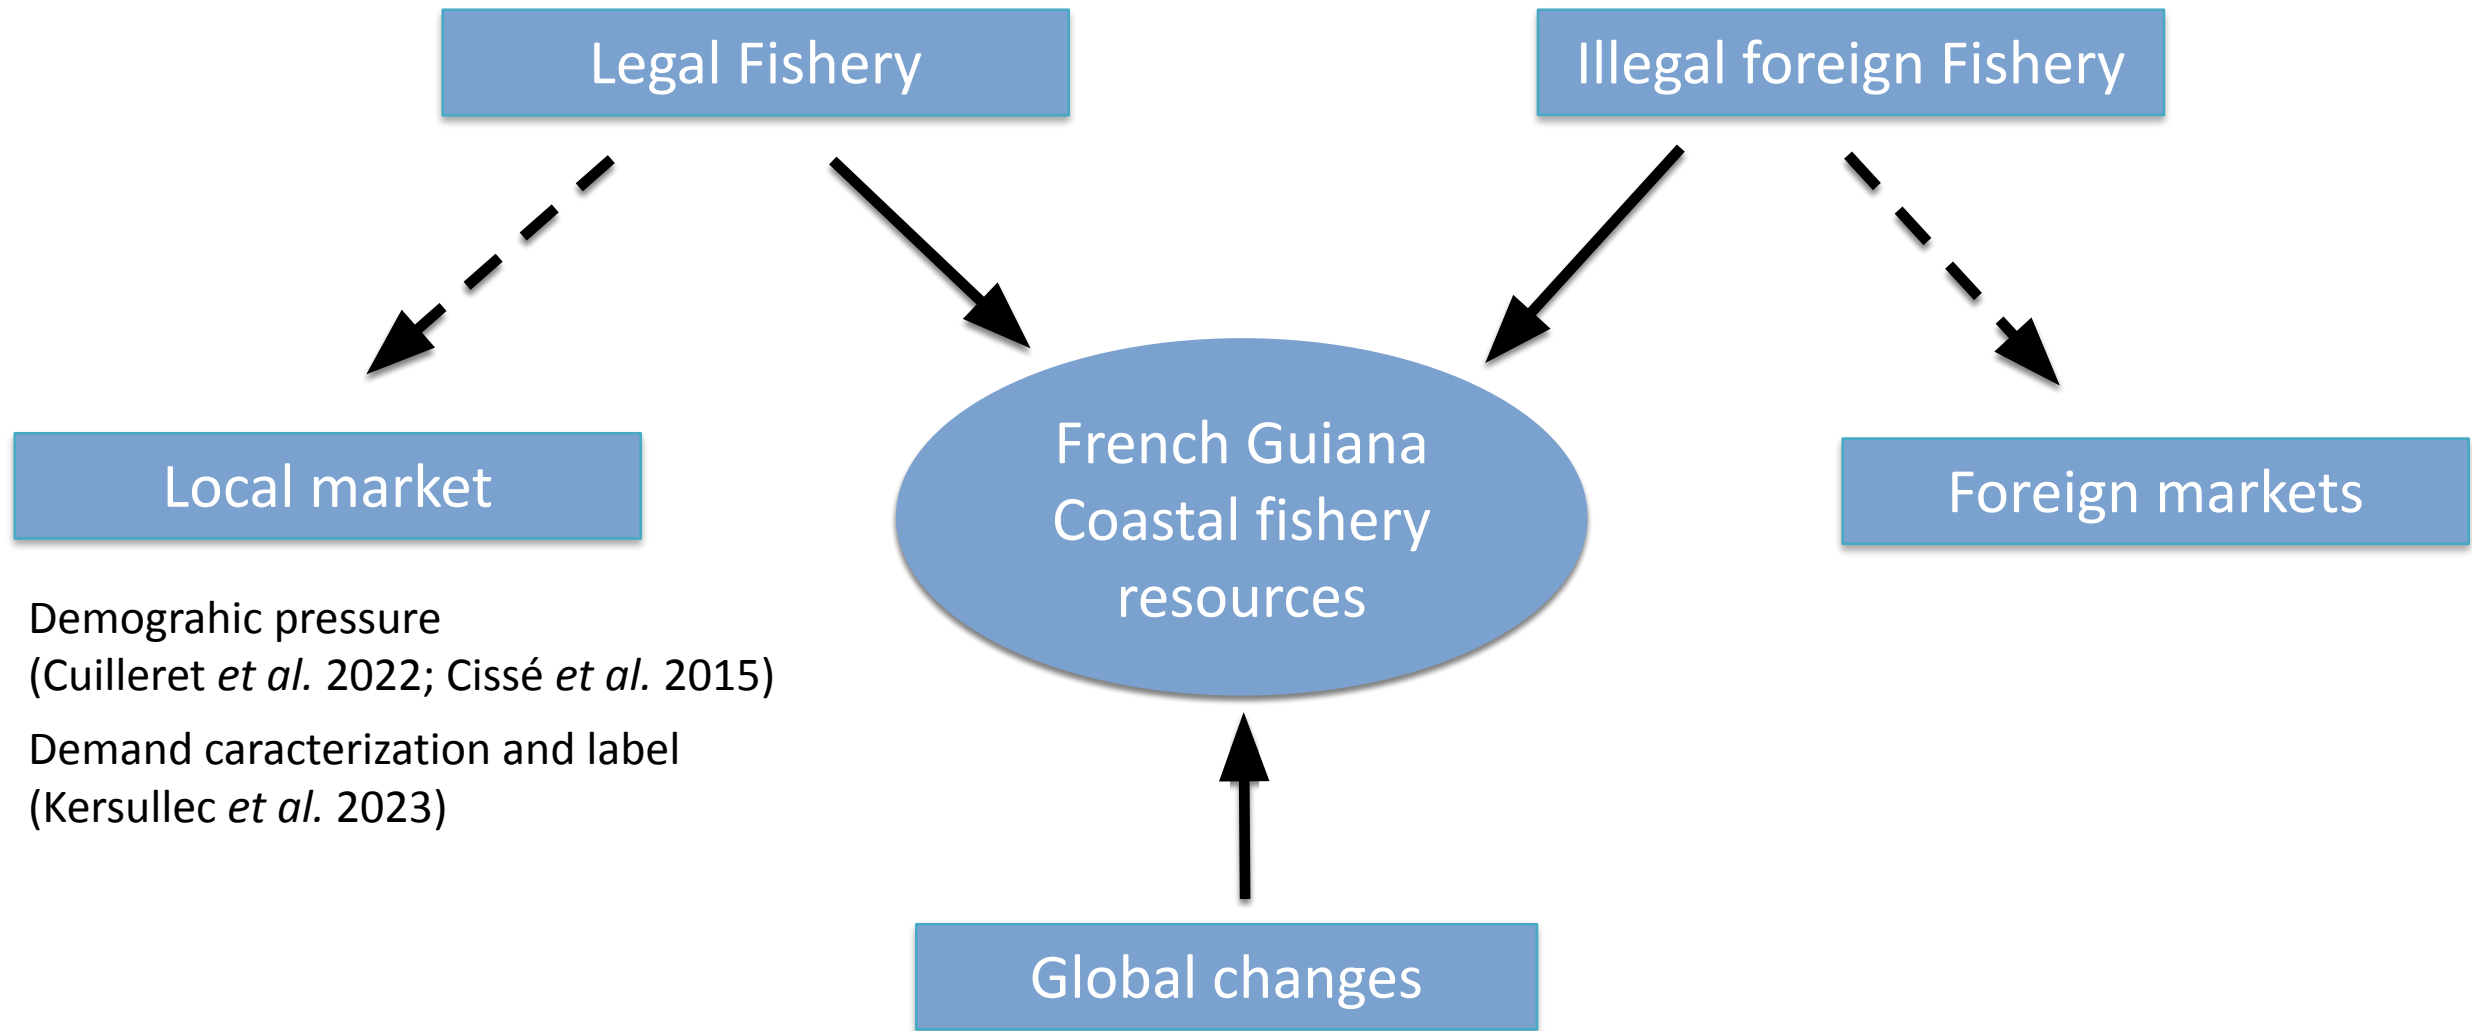 Legal Fishery
Illegal foreign Fishery
Local market
French Guiana
Coastal fishery
resources
Foreign markets
Demograhic pressure
(Cuilleret et al. 2022; Cissé et al. 2015)
Demand caracterization and label
(Kersullec et al. 2023)
Global changes